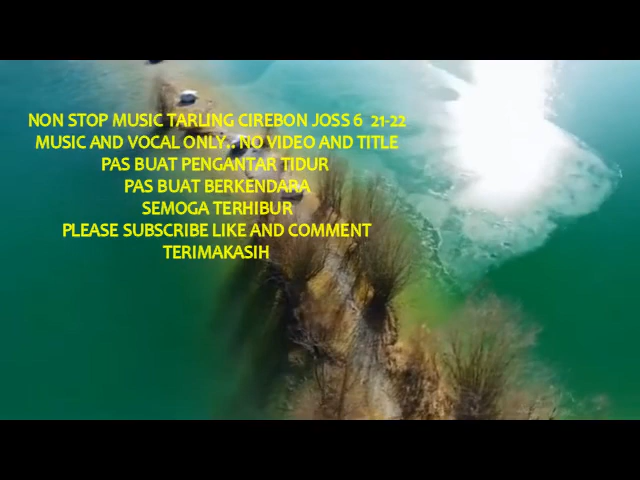 NON STOP MUSIC TARLING CIREBON JOSS 6 21-22
MUSIC AND VOCAL ONLY.. NO VIDEO AND TITLE
PAS BUAT PENGANTAR TIDUR
PAS BUAT BERKENDARA
SEMOGA TERHIBUR
PLEASE SUBSCRIBE LIKE AND COMMENT
TERIMAKASIH